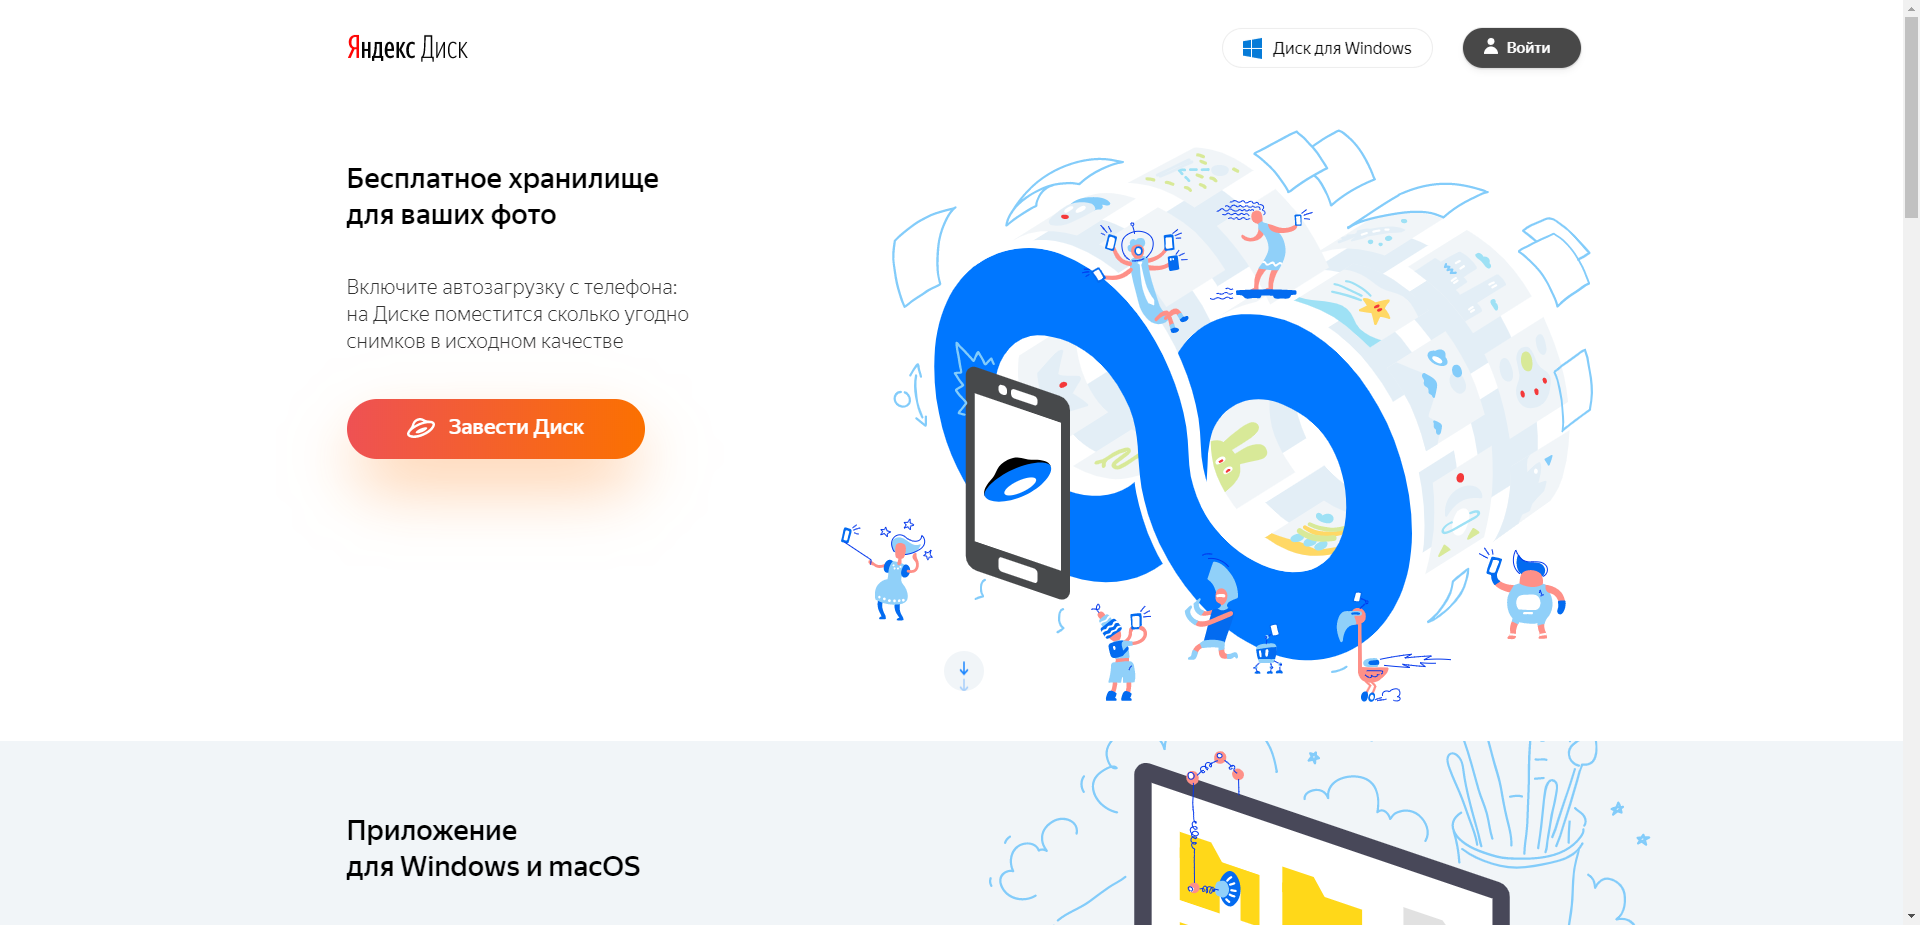 Яндекс Диск
Диск для Windows
Войти
Бесплатное хранилище
для ваших фото
Включите автозагрузку с телефона:
на Диске поместится сколько угодно
снимков в исходном качестве
Завести Диск
Приложение
для Windows и macOS